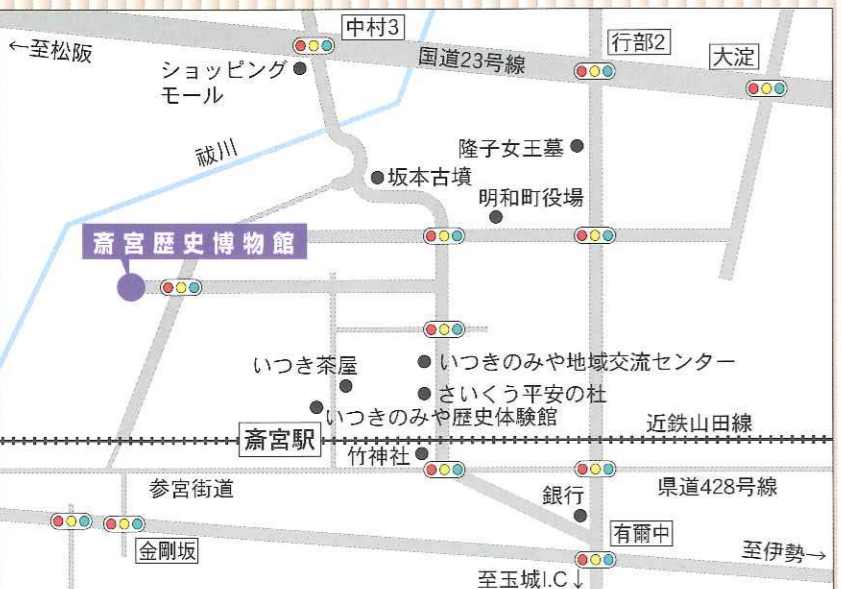 中村3
←至松阪
国道23号線
行部2
大淀
ショッピング
モール
祓川
隆子女王墓
坂本古墳
明和町役場
斎宮歴史博物館
いつき茶屋
いつきのみや地域交流センター
さいくう平安の杜
いつきのみや歴史体験館
近鉄山田線
斎宮駅
竹神社
参宮街道
銀行
県道428号線
金剛坂
有爾中
至伊勢→
至玉城I.C↓